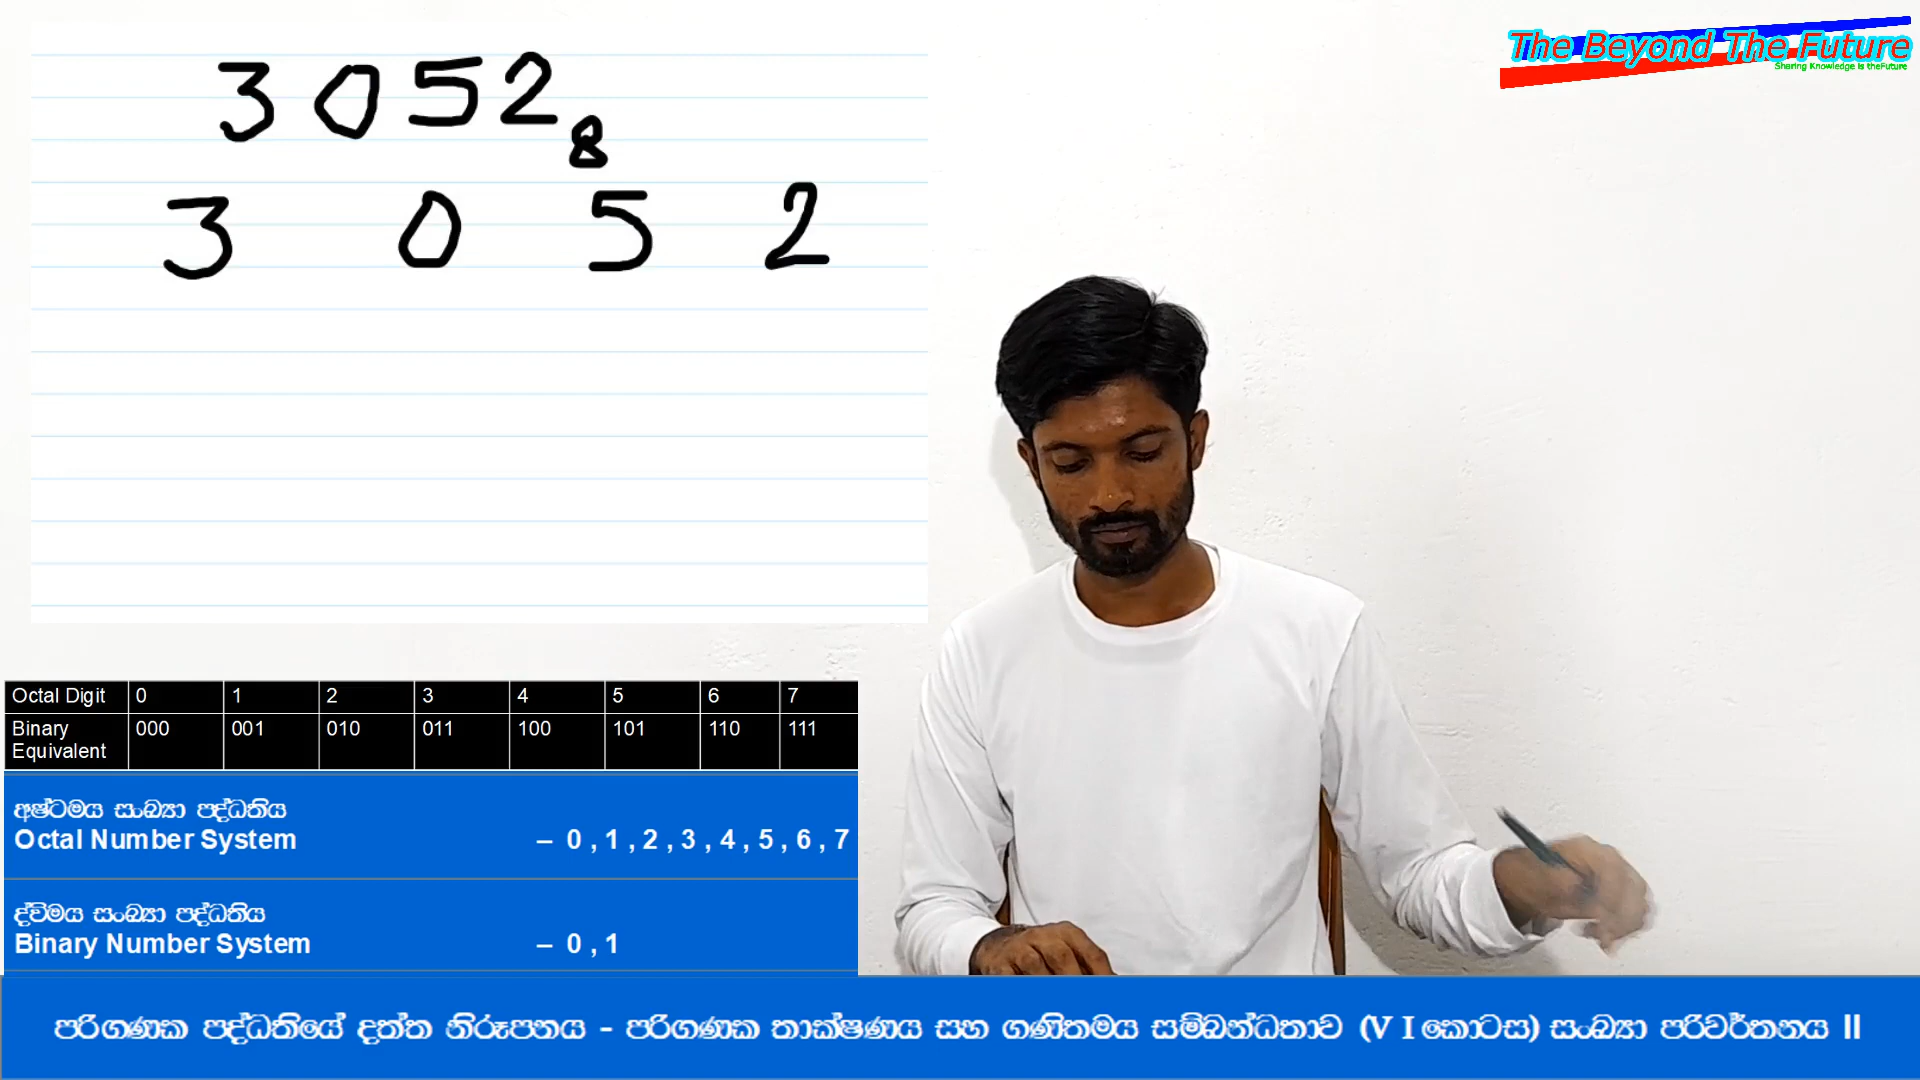 3052₈
3 0 5 2
The Beyond The Future
Sharing Knowledge is theFuture
Octal Digit 0 1 2 3 4 5 6 7
Binary Equivalent 000 001 010 011 100 101 110 111
අෂ්ටමය සංඛ්‍යා පද්ධතිය
Octal Number System – 0 , 1 , 2 , 3 , 4 , 5 , 6 , 7
ද්විමය සංඛ්‍යා පද්ධතිය
Binary Number System – 0 , 1
පරිගණක පද්ධතියේ දත්ත නිරූපනය - පරිගණක තාක්ෂණය සහ ගණිතමය සම්බන්ධතාව (V I කොටස) සංඛ්‍යා පරිවර්තනය II